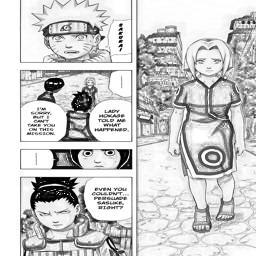 SAKURA!
I'M
SORRY,
BUT I
CAN'T
TAKE YOU
ON THIS
MISSION.
LADY
HOKAGE
TOLD ME
WHAT
HAPPENED.
EVEN YOU
COULDN'T...
PERSUADE
SASUKE,
RIGHT?